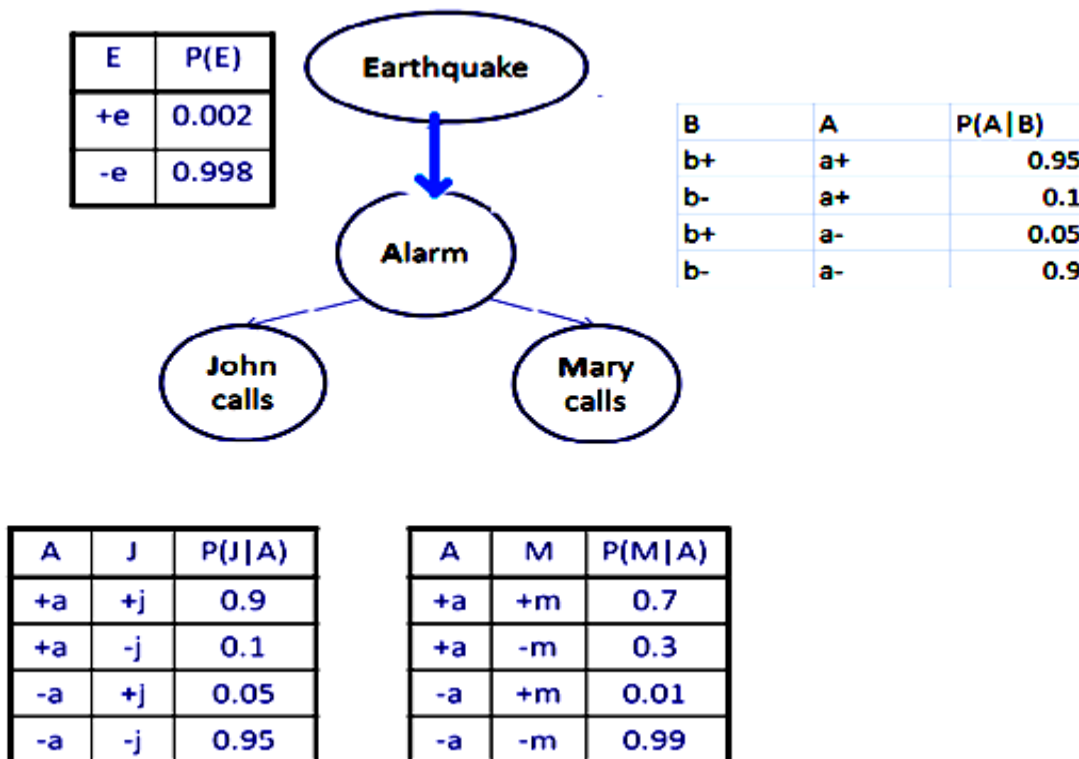 E P(E)
+e 0.002
-e 0.998
Earthquake
B A P(A|B)
b+ a+ 0.95
b- a+ 0.1
b+ a- 0.05
b- a- 0.9
Alarm
John
calls
Mary
calls
A J P(J|A)
+a +j 0.9
+a -j 0.1
-a +j 0.05
-a -j 0.95
A M P(M|A)
+a +m 0.7
+a -m 0.3
-a +m 0.01
-a -m 0.99